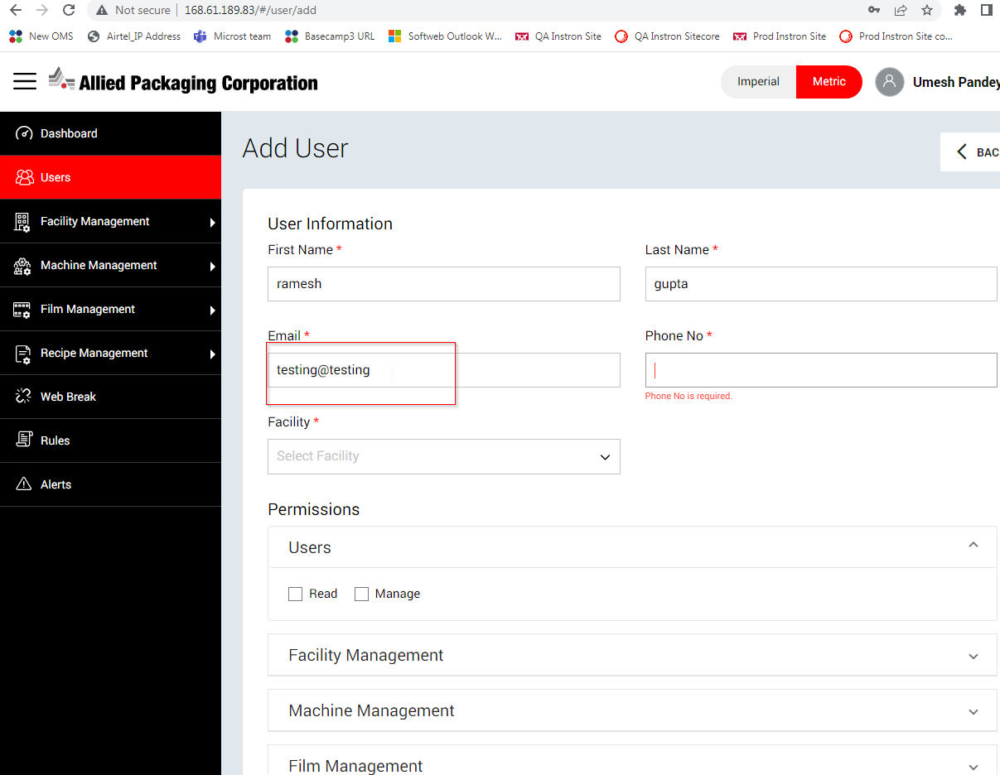 Not secure 168.61.189.83/#/user/add
New OMS Airtel_IP Address Microst team Basecamp3 URL Softweb Outlook W... QA Instron Site QA Instron Sitecore Prod Instron Site Prod Instron Site co...
Allied Packaging Corporation Imperial Metric Umesh Pandey
Dashboard
Users
Facility Management
Machine Management
Film Management
Recipe Management
Web Break
Rules
Alerts
Add User BAC
User Information
First Name * Last Name *
ramesh gupta
Email * Phone No *
testing@testing
Phone No is required.
Facility *
Select Facility
Permissions
Users
Read Manage
Facility Management
Machine Management
Film Management